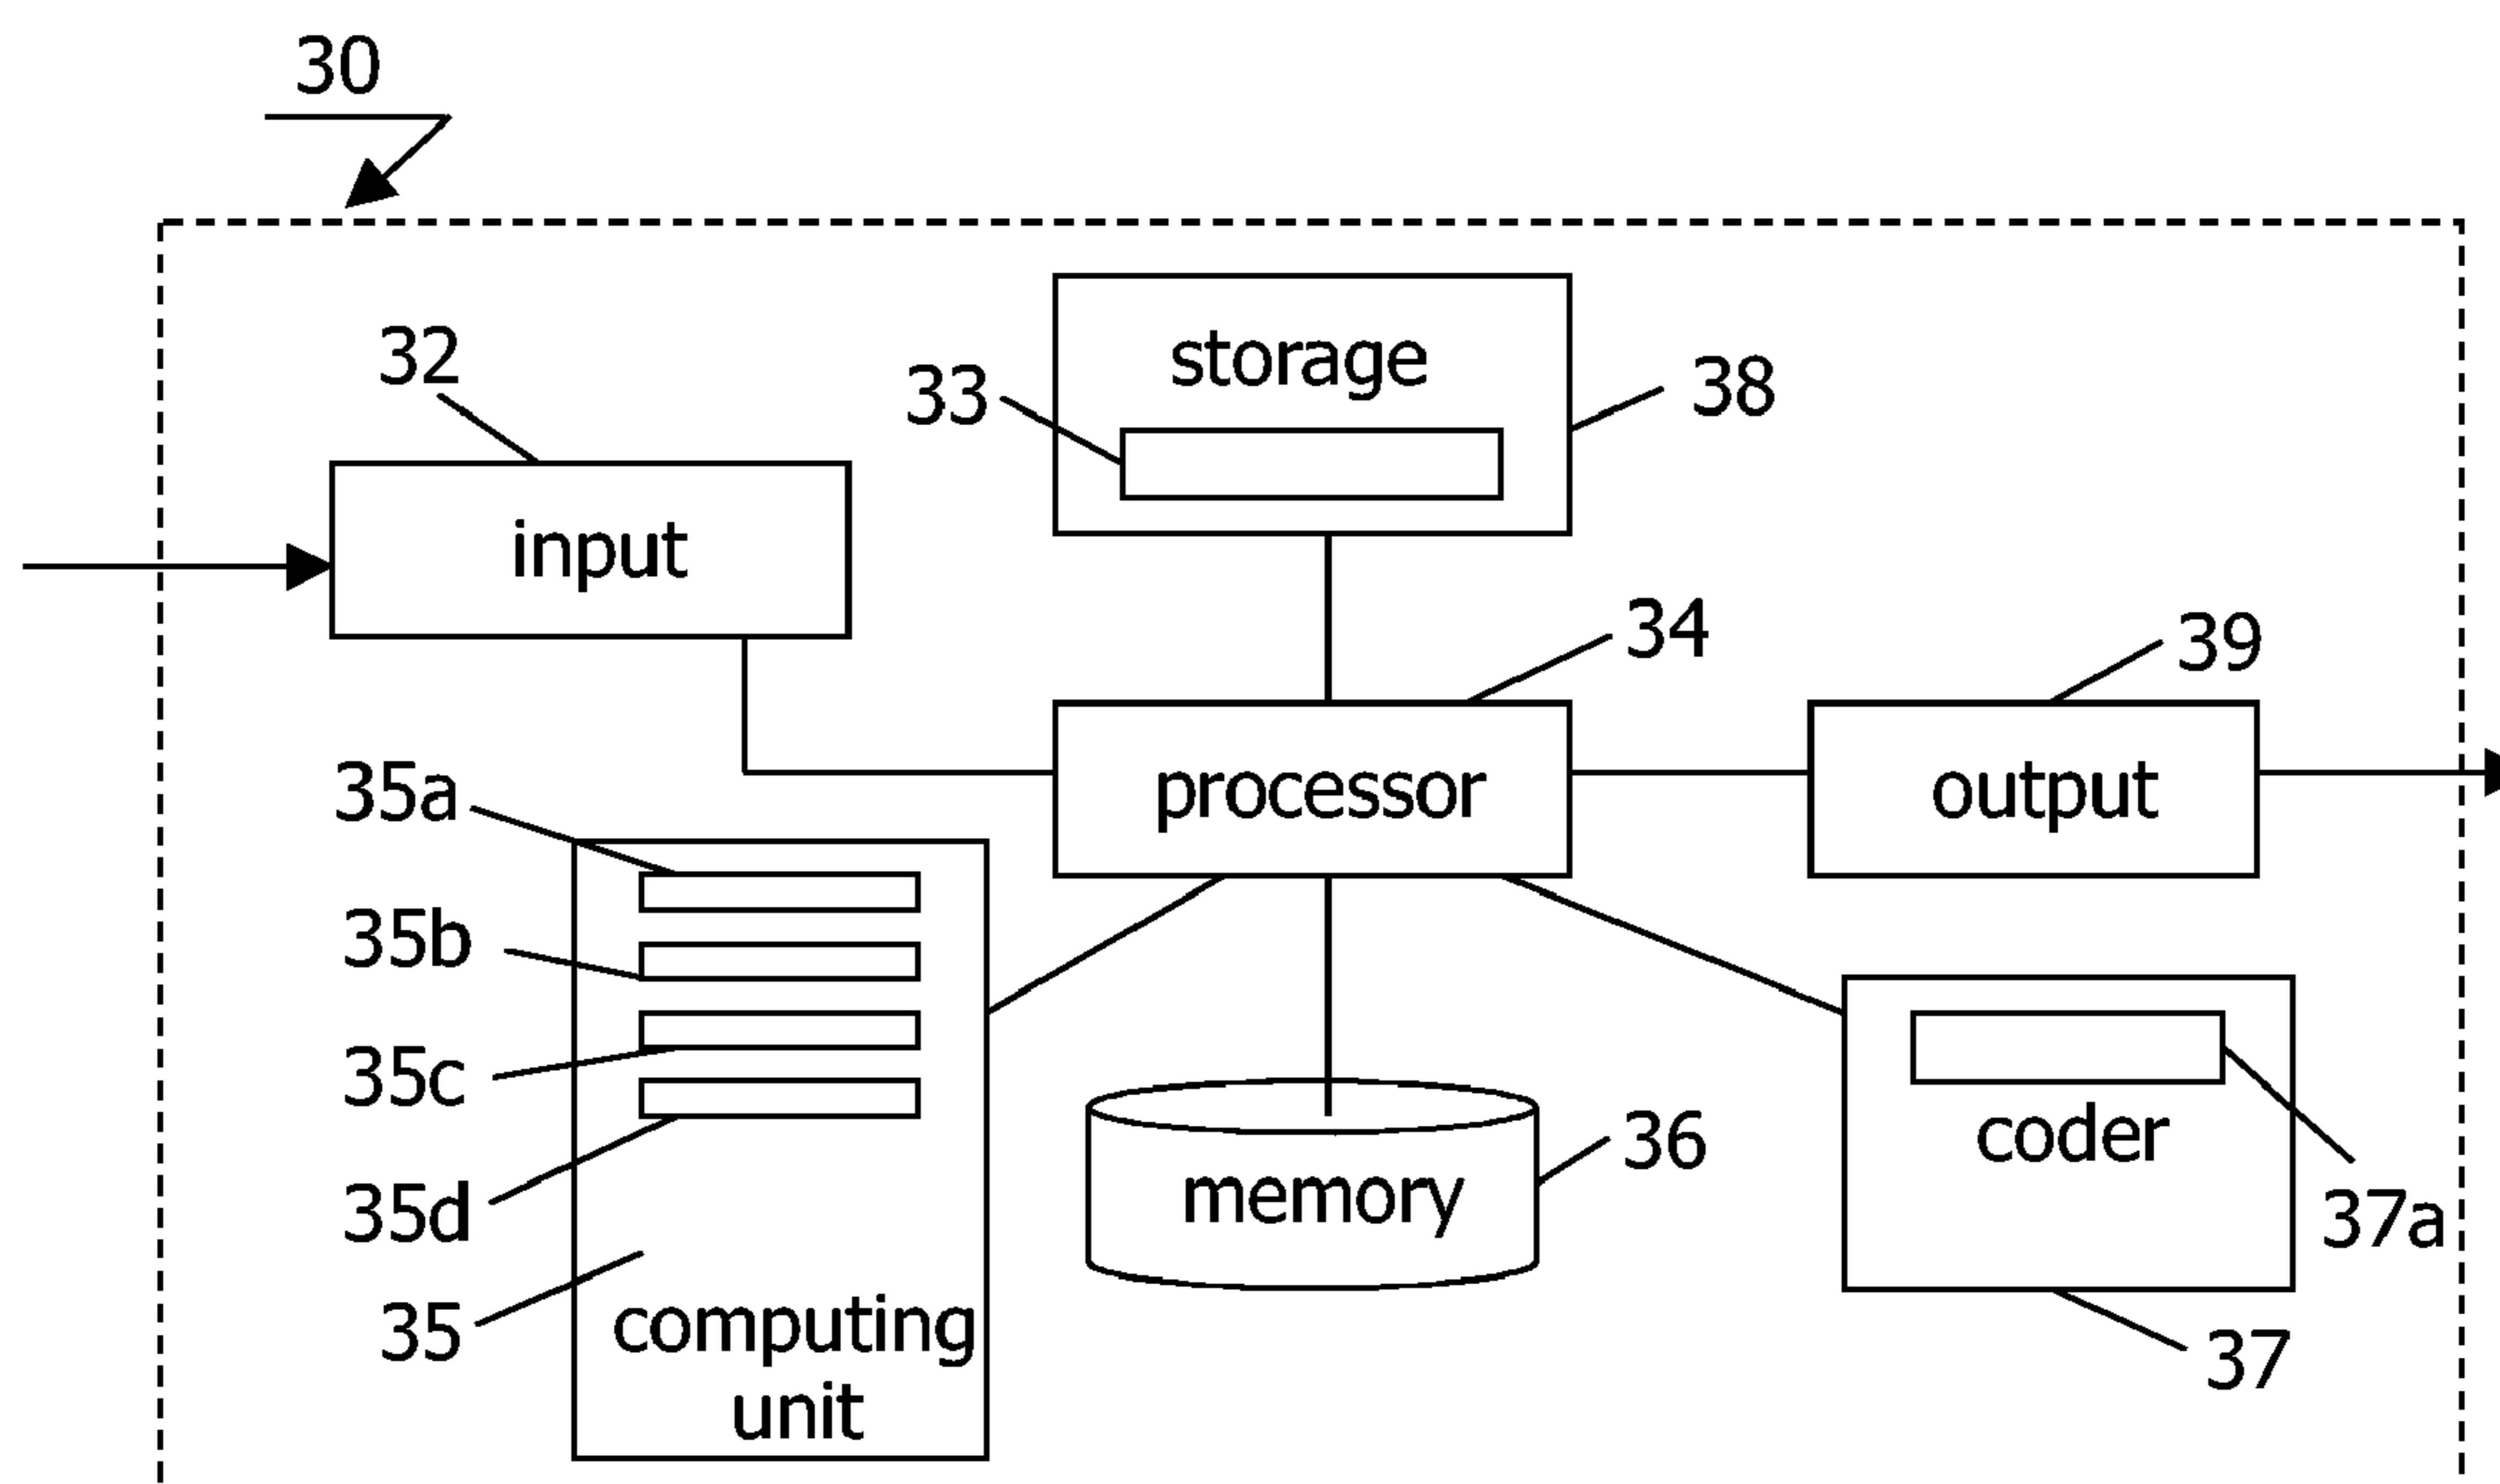 30
32
storage
33
38
input
34
39
35a
processor
output
35b
35c
coder
36
memory
35d
37a
35
computing
unit
37